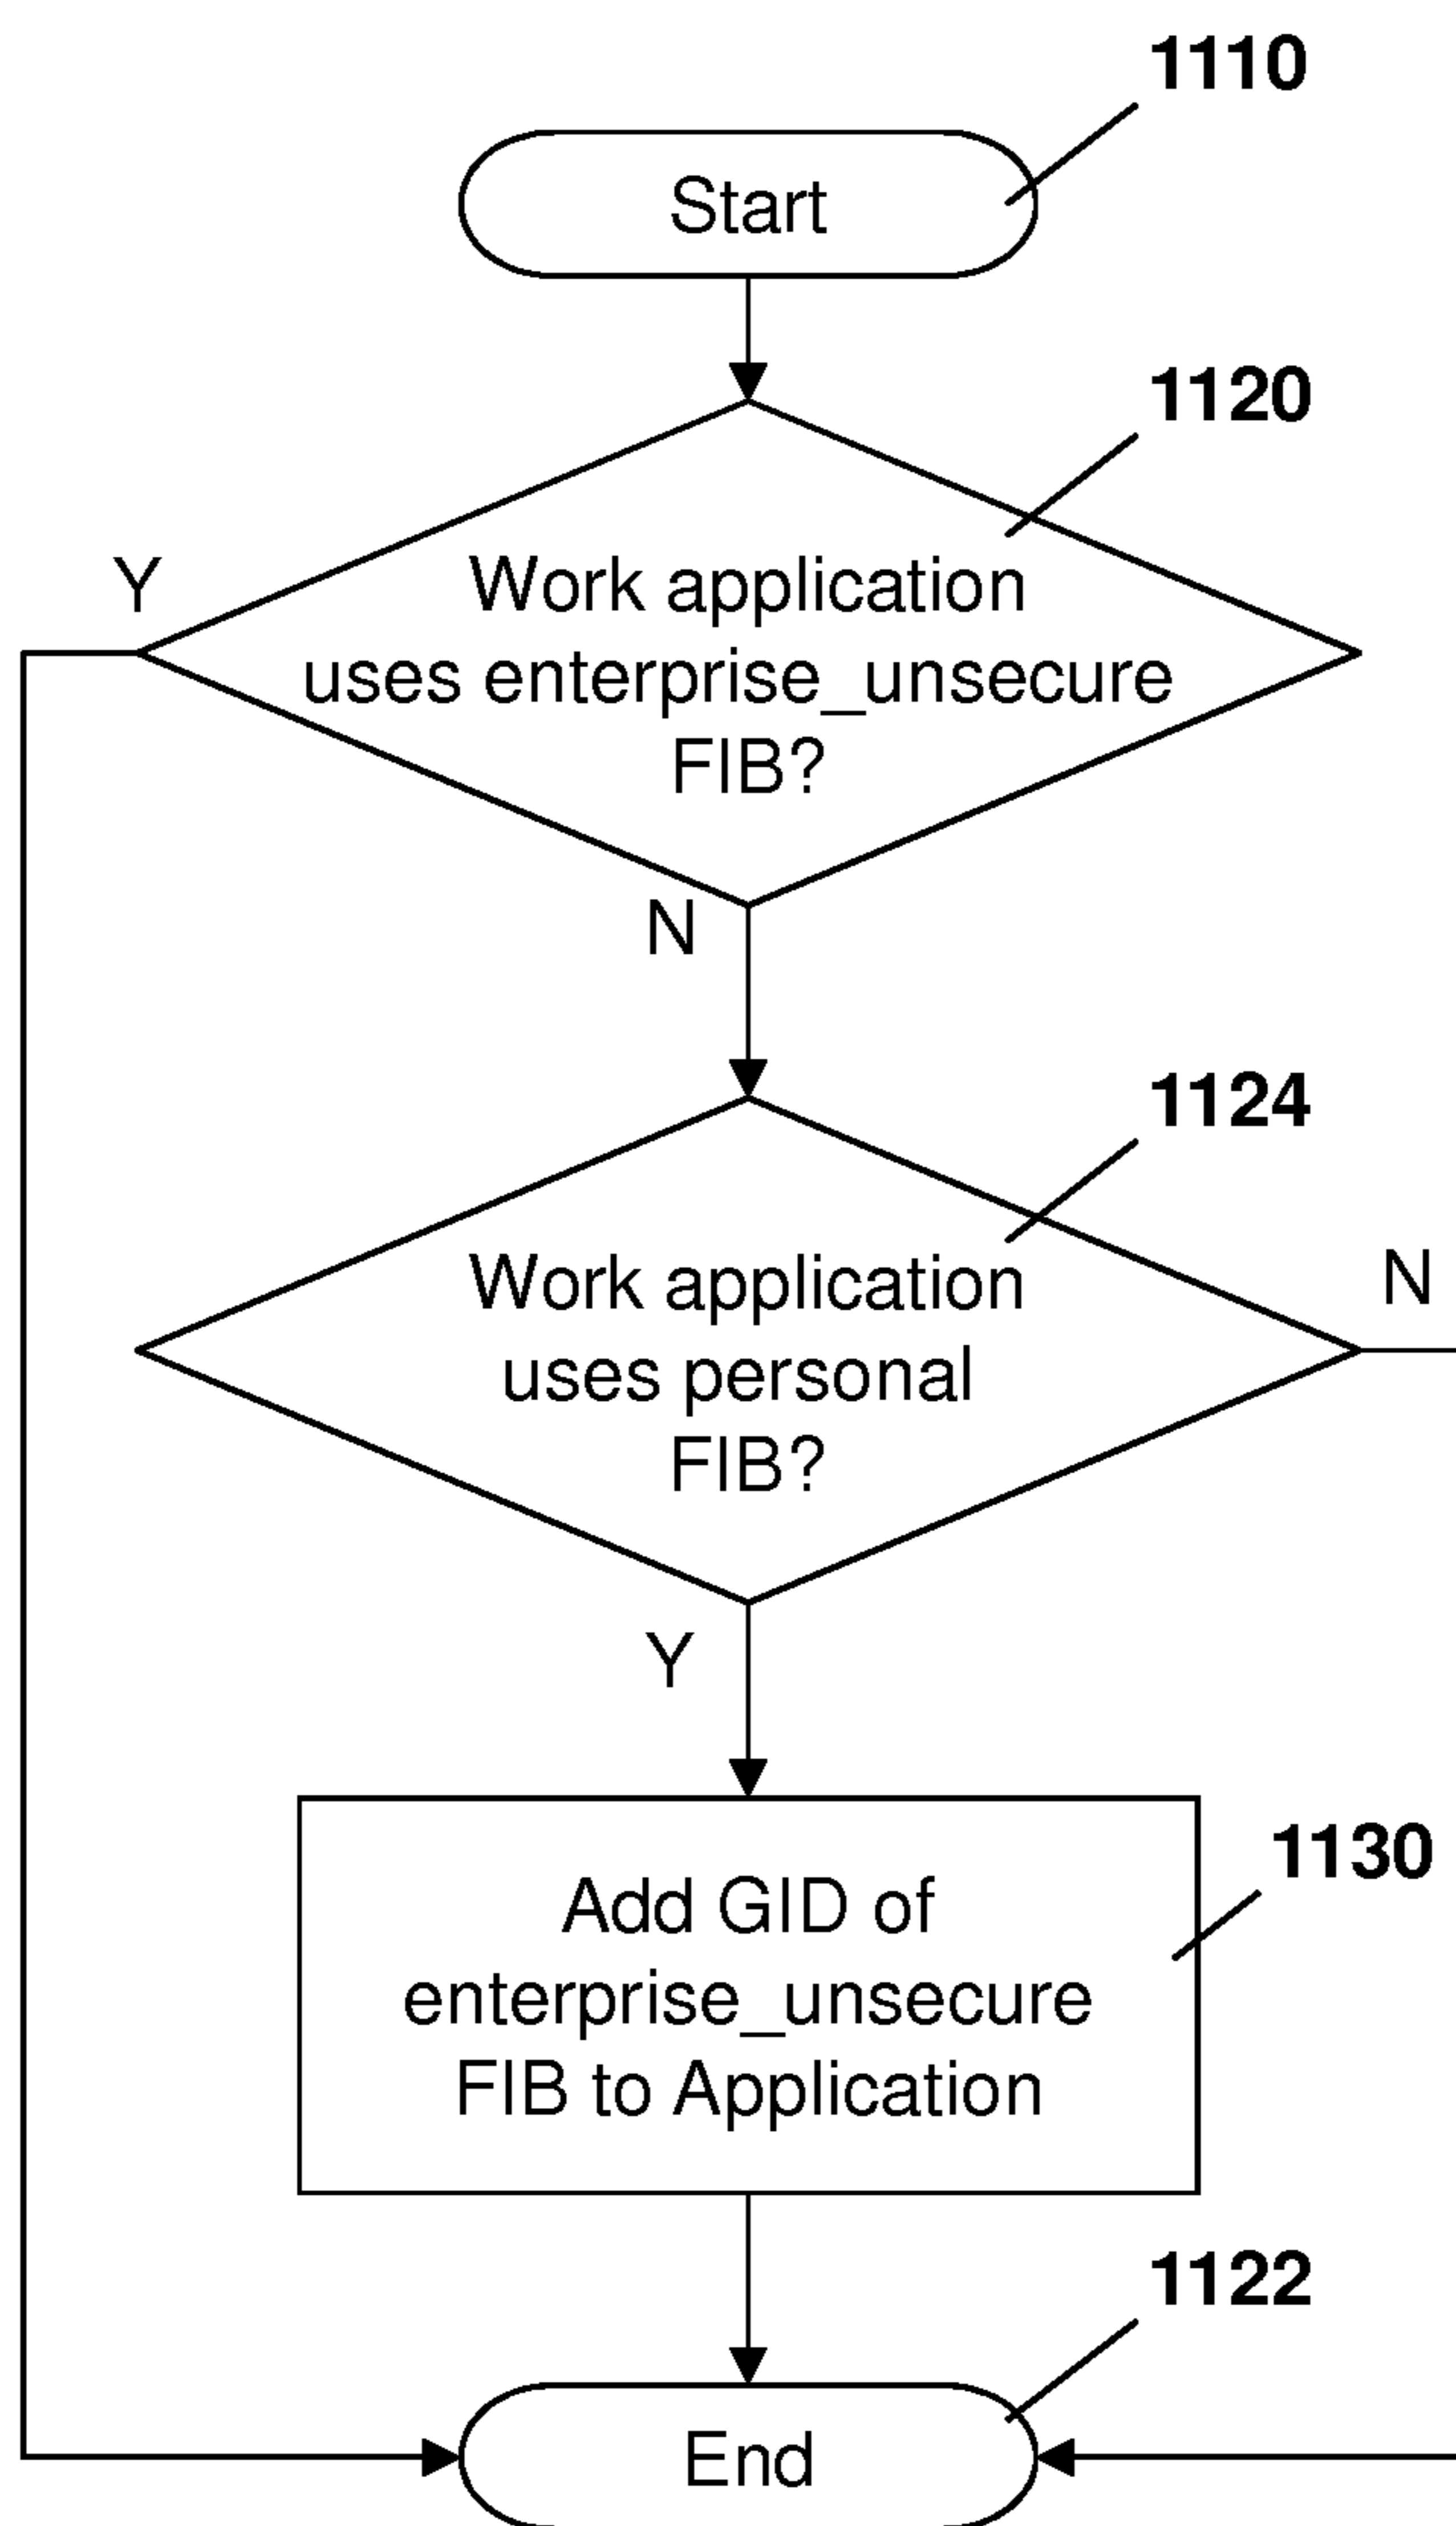 1110
Start
1120
Y
Work application
uses enterprise_unsecure
FIB?
N
1124
Work application
uses personal
FIB?
N
Y
1130
Add GID of
enterprise_unsecure
FIB to Application
1122
End